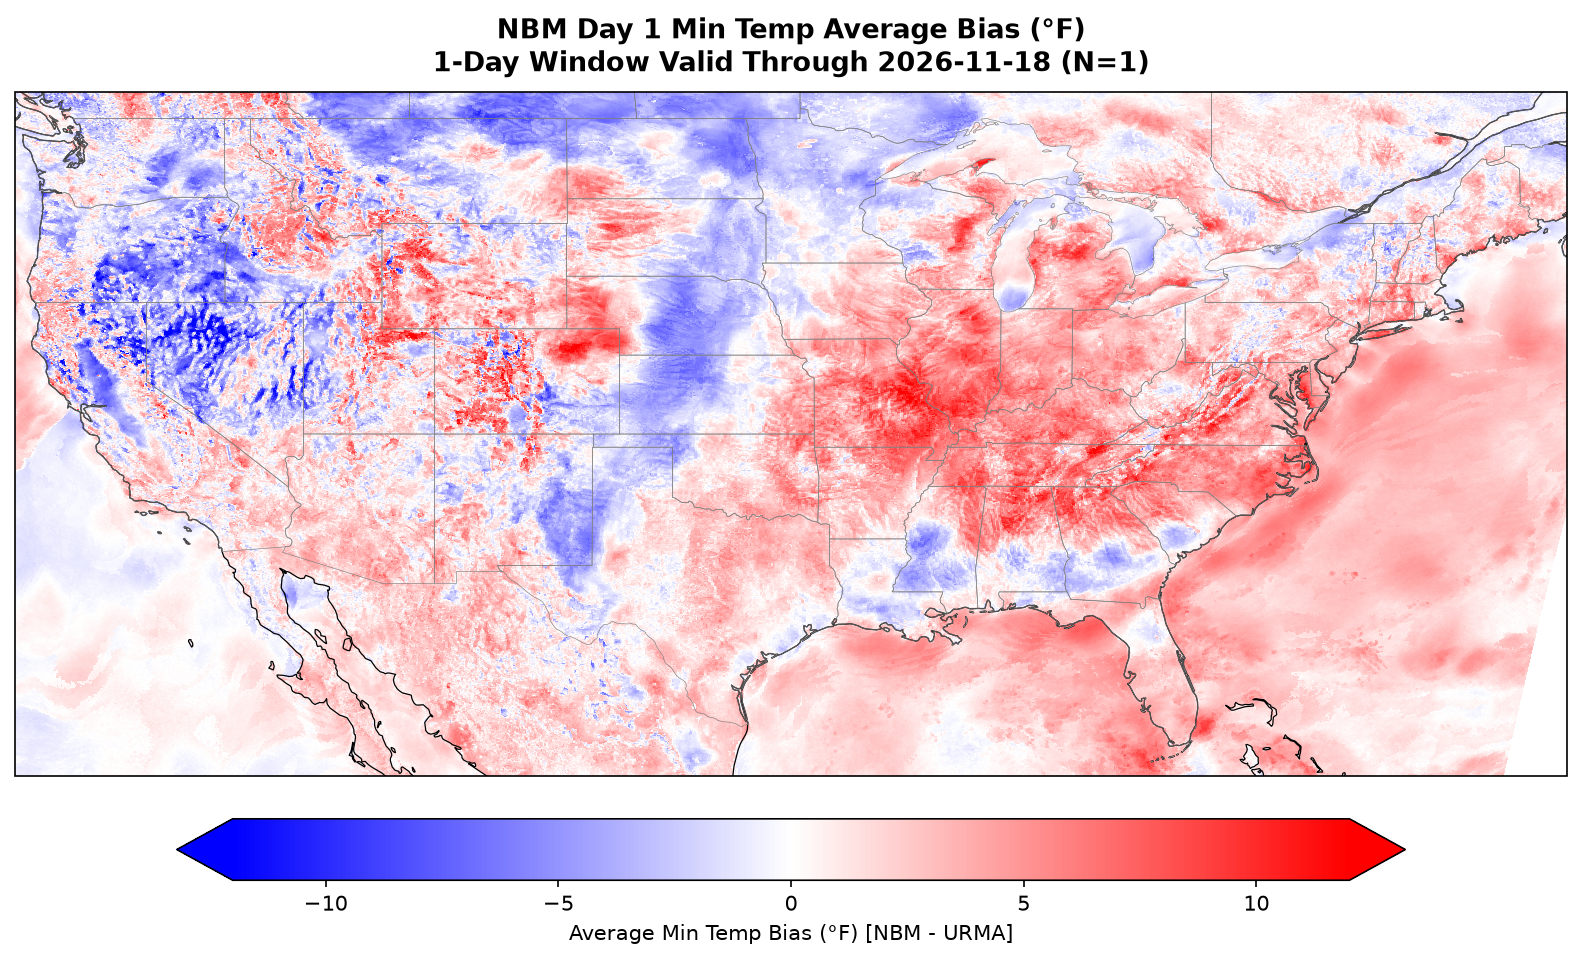 NBM Day 1 Min Temp Average Bias (°F)
1-Day Window Valid Through 2026-11-18 (N=1)
−10 −5 0 5 10
Average Min Temp Bias (°F) [NBM - URMA]